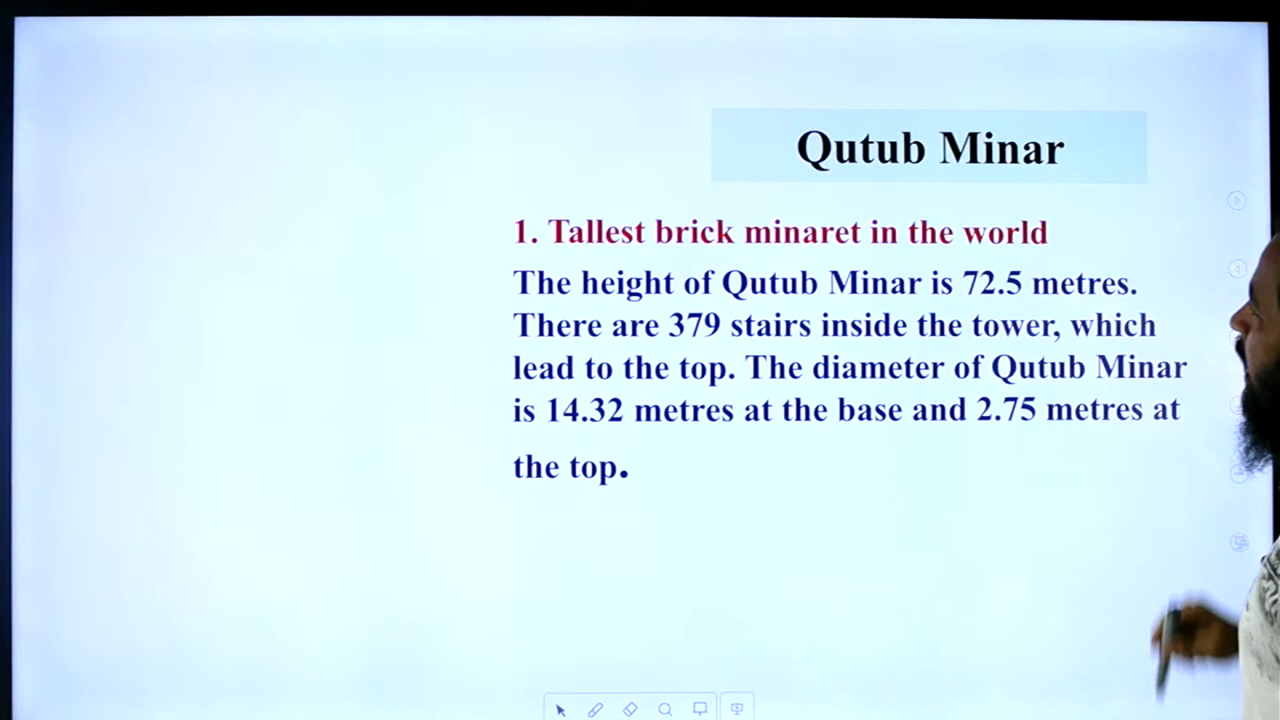 Qutub Minar
1. Tallest brick minaret in the world
The height of Qutub Minar is 72.5 metres.
There are 379 stairs inside the tower, which
lead to the top. The diameter of Qutub Minar
is 14.32 metres at the base and 2.75 metres at
the top.